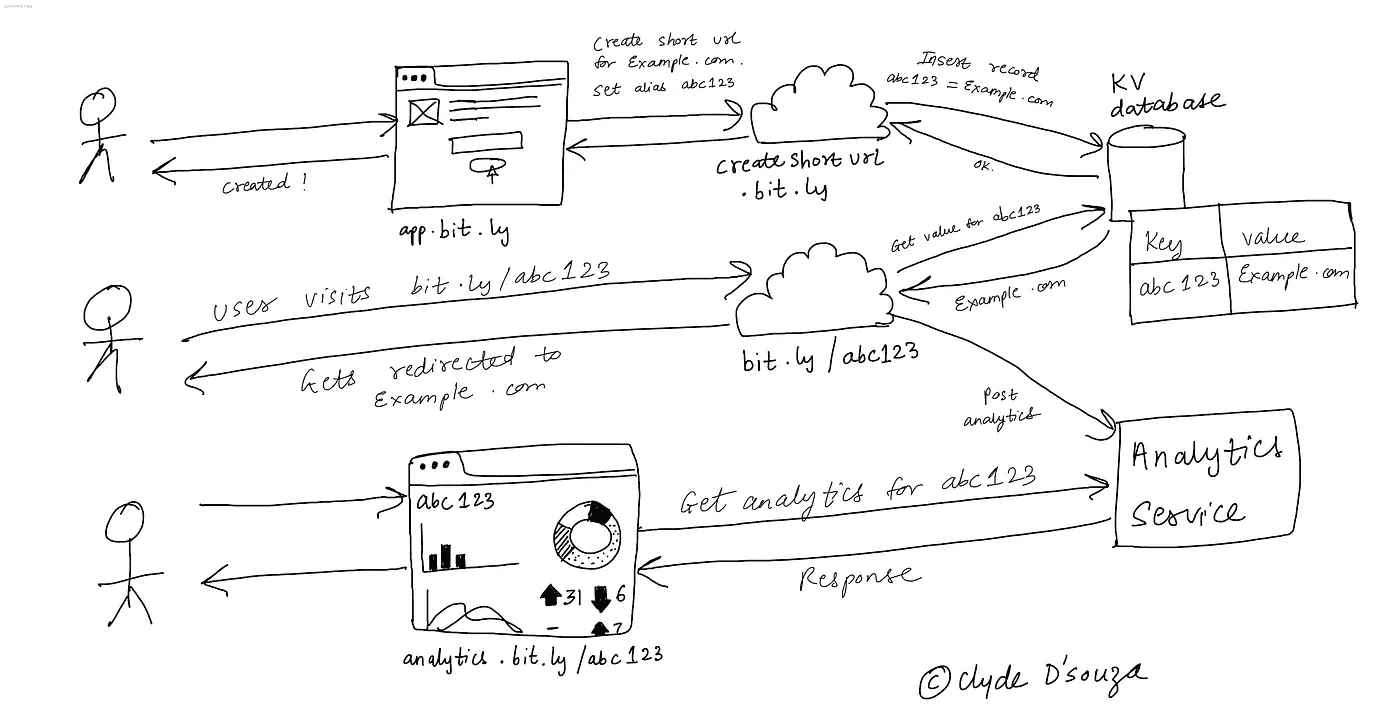 Create short url
for Example.com.
set alias abc123
Insert record
abc123 = Example.com
KV
database
created !
app.bit.ly
create short url
.bit.ly
OK.
Get value for abc123
Key value
abc123 Example.com
Example.com
user visits bit.ly/abc123
Gets redirected to
Example.com
bit.ly/abc123
Post
analytics
Analytics
Service
abc123
31 6
- 7
Get analytics for abc123
Response
analytics.bit.ly/abc123
© Clyde D'souza